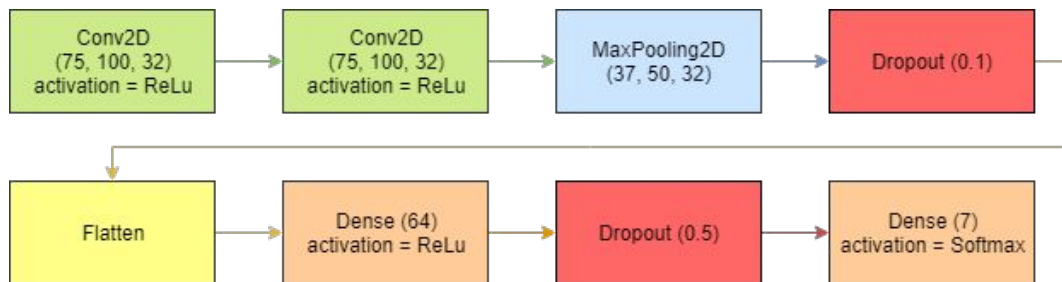 Conv2D
(75, 100, 32)
activation = ReLu
Conv2D
(75, 100, 32)
activation = ReLu
MaxPooling2D
(37, 50, 32)
Dropout (0.1)
Flatten
Dense (64)
activation = ReLu
Dropout (0.5)
Dense (7)
activation = Softmax